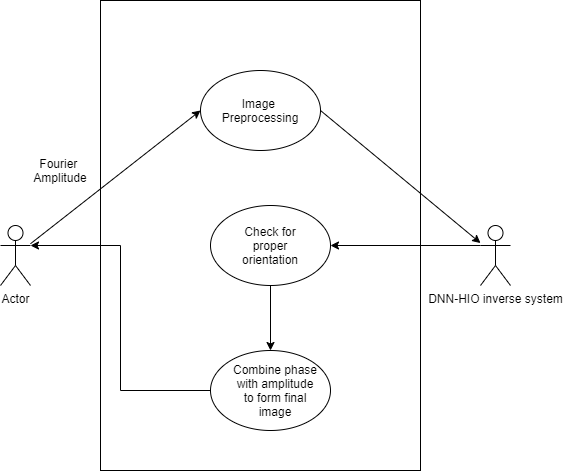 Image
Preprocessing
Fourier
Amplitude
Check for
proper
orientation
Actor
DNN-HIO inverse system
Combine phase
with amplitude
to form final
image